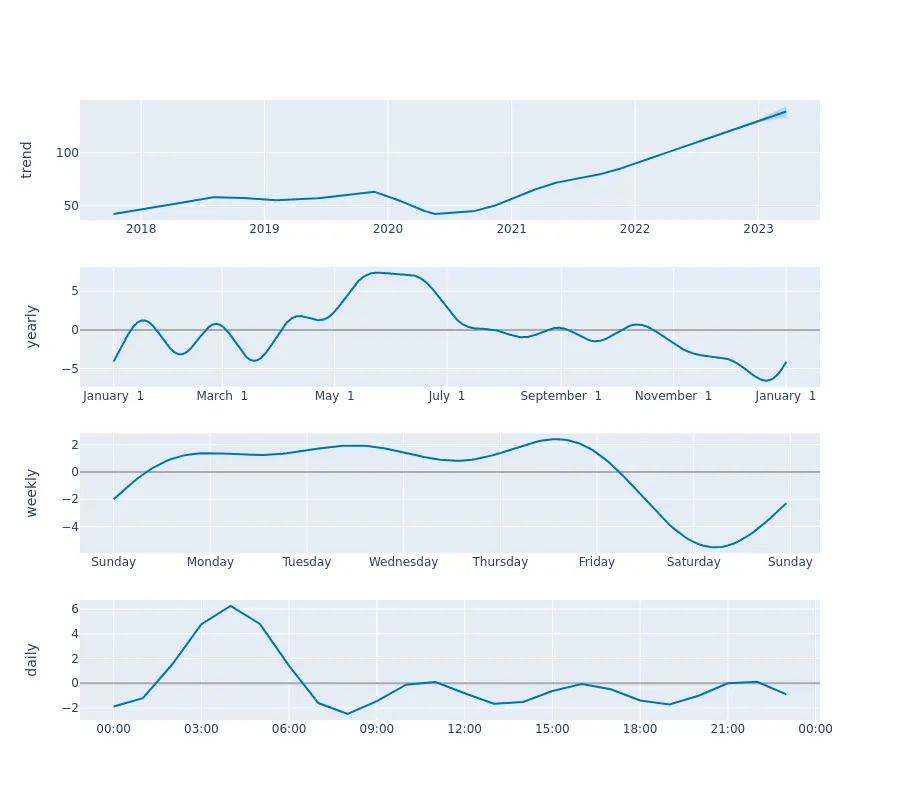 trend
100
50
2018 2019 2020 2021 2022 2023
yearly
5
0
−5
January 1 March 1 May 1 July 1 September 1 November 1 January 1
weekly
2
0
−2
−4
Sunday Monday Tuesday Wednesday Thursday Friday Saturday Sunday
daily
6
4
2
0
−2
00:00 03:00 06:00 09:00 12:00 15:00 18:00 21:00 00:00